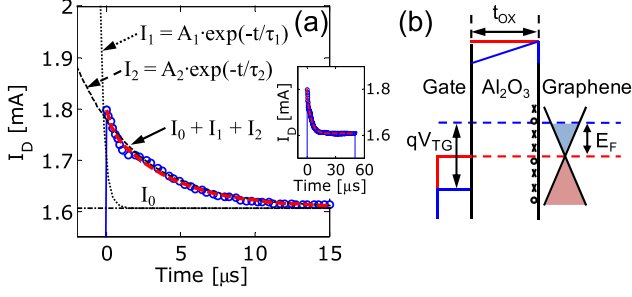 (a)
I₁ = A₁·exp(-t/τ₁)
I₂ = A₂·exp(-t/τ₂)
I₀ + I₁ + I₂
I₀
I_D [mA]
2
1.9
1.8
1.7
1.6
0 5 10 15
Time [μs]
I_D [mA]
1.8
1.6
0 30 60
Time [μs]
(b)
t_OX
Gate Al₂O₃ Graphene
qV_TG
E_F